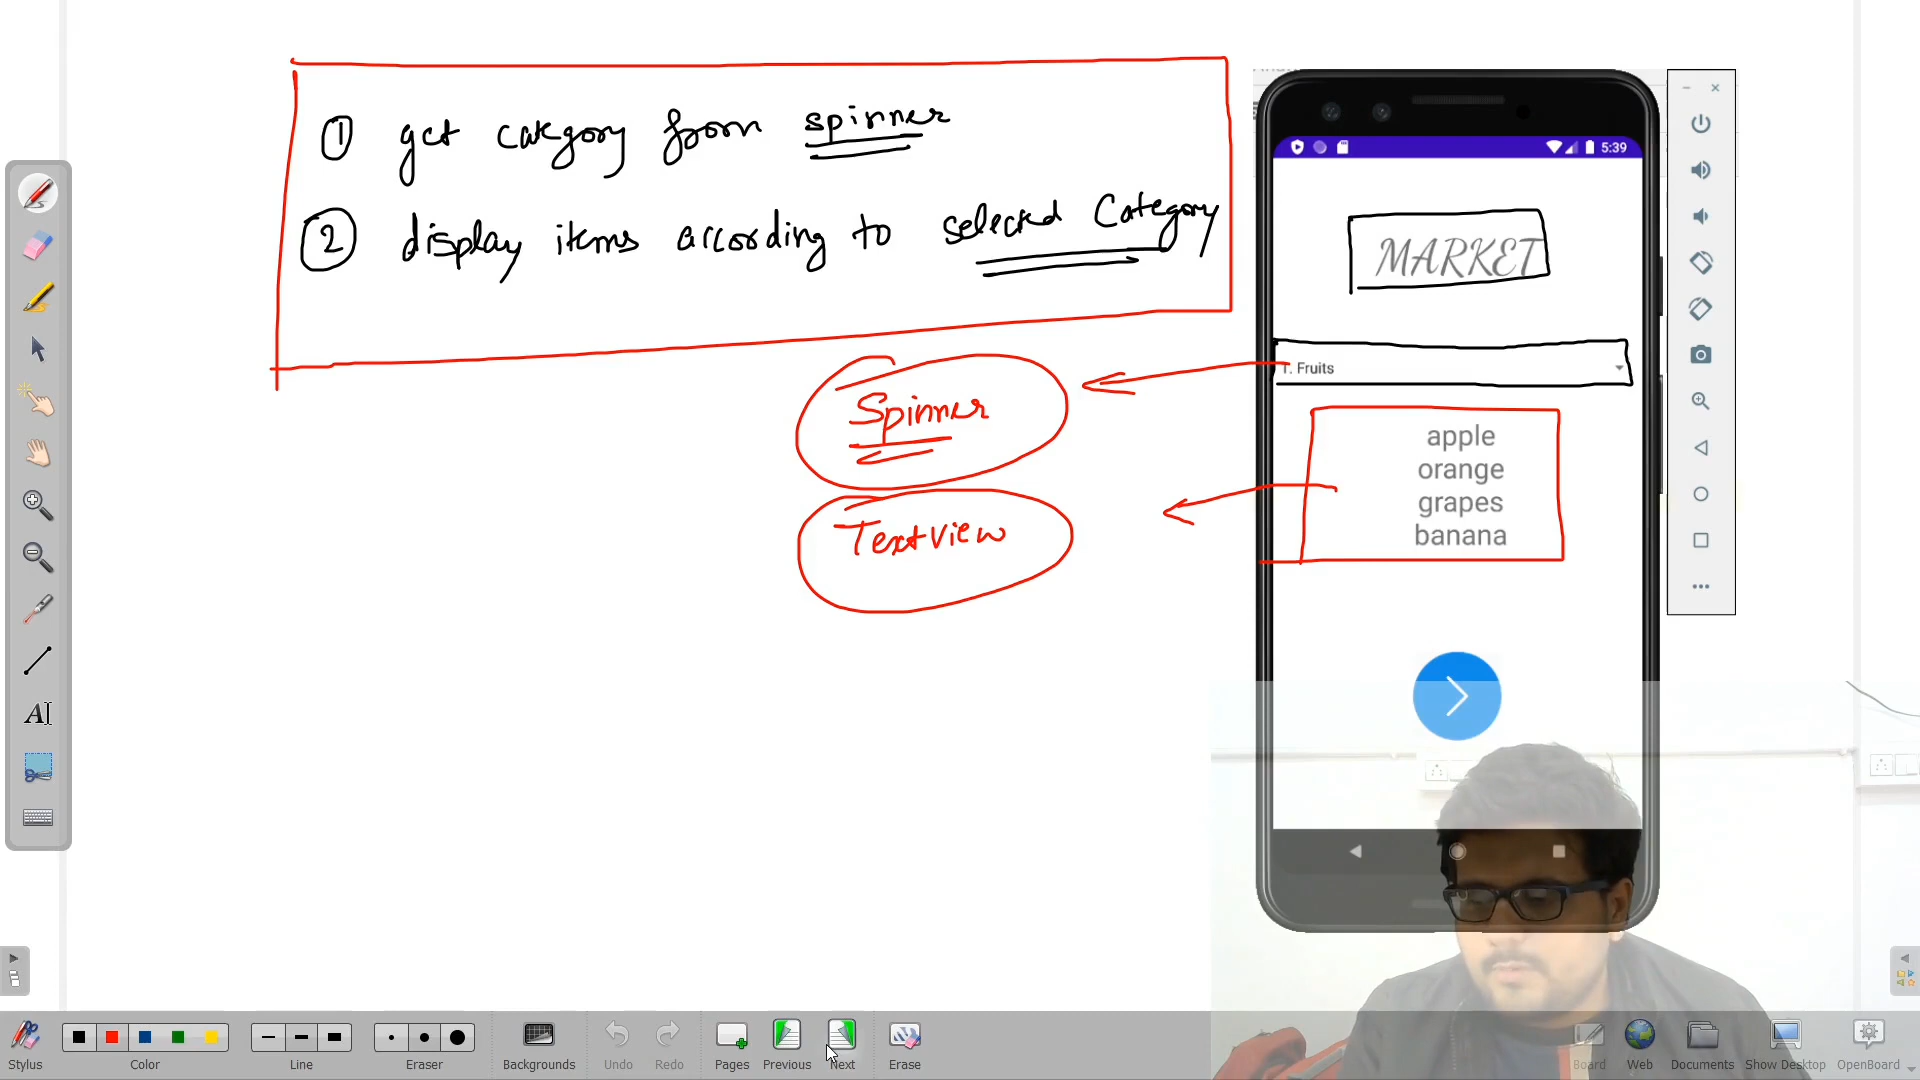 ① get category from spinner
② display items according to selected Category
5:39
MARKET
1. Fruits
Spinner
apple
orange
grapes
banana
TextView
Stylus
Color
Line
Eraser
Backgrounds
Undo
Redo
Pages
Previous
Next
Erase
Board
Web
Documents
Show Desktop
OpenBoard